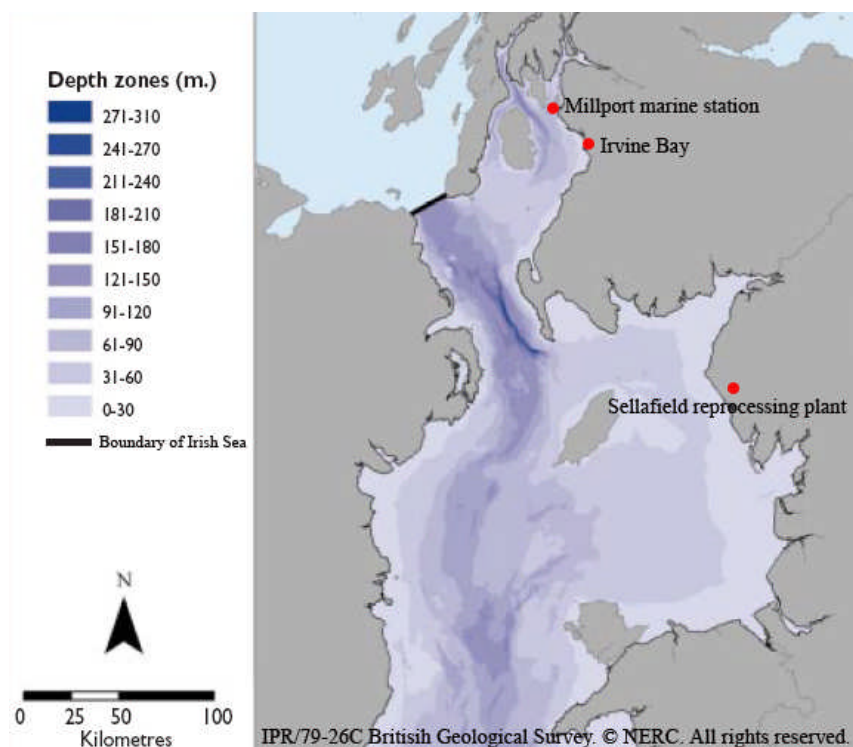 Depth zones (m.)
271-310
241-270
211-240
181-210
151-180
121-150
91-120
61-90
31-60
0-30
Boundary of Irish Sea
N
0 25 50 100
Kilometres
Millport marine station
Irvine Bay
Sellafield reprocessing plant
IPR/79-26C Britisih Geological Survey. © NERC. All rights reserved.